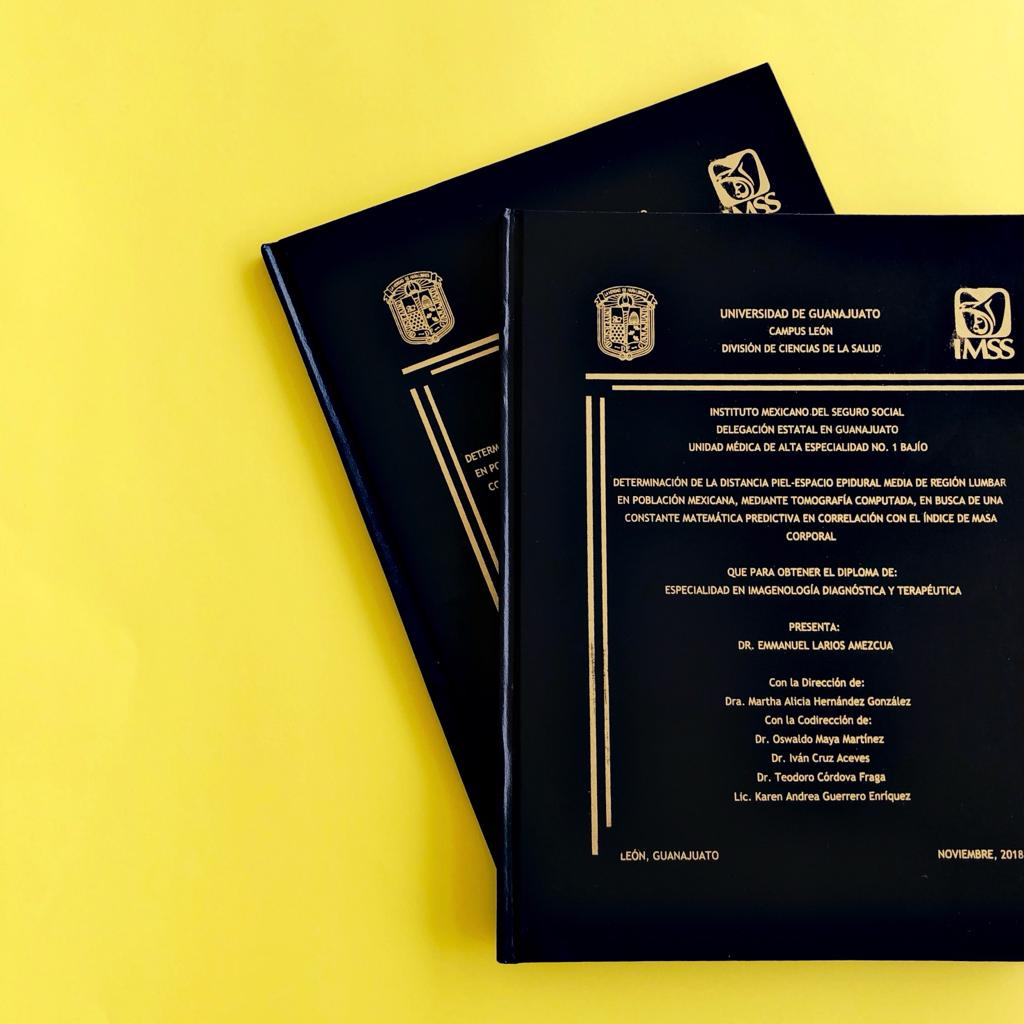 IMSS
DETERM
EN PO
CO
UNIVERSIDAD DE GUANAJUATO
CAMPUS LEÓN
DIVISIÓN DE CIENCIAS DE LA SALUD
IMSS
INSTITUTO MEXICANO DEL SEGURO SOCIAL
DELEGACIÓN ESTATAL EN GUANAJUATO
UNIDAD MÉDICA DE ALTA ESPECIALIDAD NO. 1 BAJÍO
DETERMINACIÓN DE LA DISTANCIA PIEL-ESPACIO EPIDURAL MEDIA DE REGIÓN LUMBAR
EN POBLACIÓN MEXICANA, MEDIANTE TOMOGRAFÍA COMPUTADA, EN BUSCA DE UNA
CONSTANTE MATEMÁTICA PREDICTIVA EN CORRELACIÓN CON EL ÍNDICE DE MASA
CORPORAL
QUE PARA OBTENER EL DIPLOMA DE:
ESPECIALIDAD EN IMAGENOLOGÍA DIAGNÓSTICA Y TERAPÉUTICA
PRESENTA:
DR. EMMANUEL LARIOS AMEZCUA
Con la Dirección de:
Dra. Martha Alicia Hernández González
Con la Codirección de:
Dr. Oswaldo Maya Martínez
Dr. Iván Cruz Aceves
Dr. Teodoro Córdova Fraga
Lic. Karen Andrea Guerrero Enríquez
LEÓN, GUANAJUATO
NOVIEMBRE, 2018